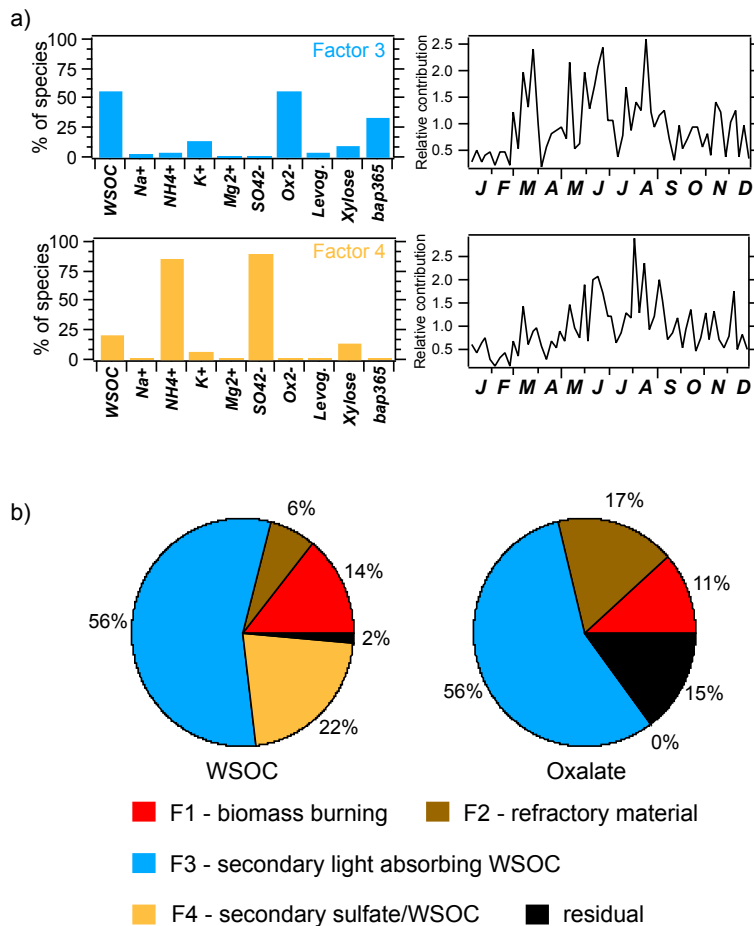 a)
% of species
100
75
50
25
0
Factor 3
WSOC Na+ NH4+ K+ Mg2+ SO42- Ox2- Levog. Xylose bap365
Relative contribution
2.5
2.0
1.5
1.0
0.5
J F M A M J J A S O N D
% of species
100
75
25
0
Factor 4
WSOC Na+ NH4+ K+ Mg2+ SO42- Ox2- Levog. Xylose bap365
Relative contribution
2.5
2.0
1.5
1.0
0.5
J F M A M J J A S O N D
b)
6%
14%
56%
2%
22%
WSOC
17%
11%
56%
15%
0%
Oxalate
F1 - biomass burning F2 - refractory material
F3 - secondary light absorbing WSOC
F4 - secondary sulfate/WSOC residual